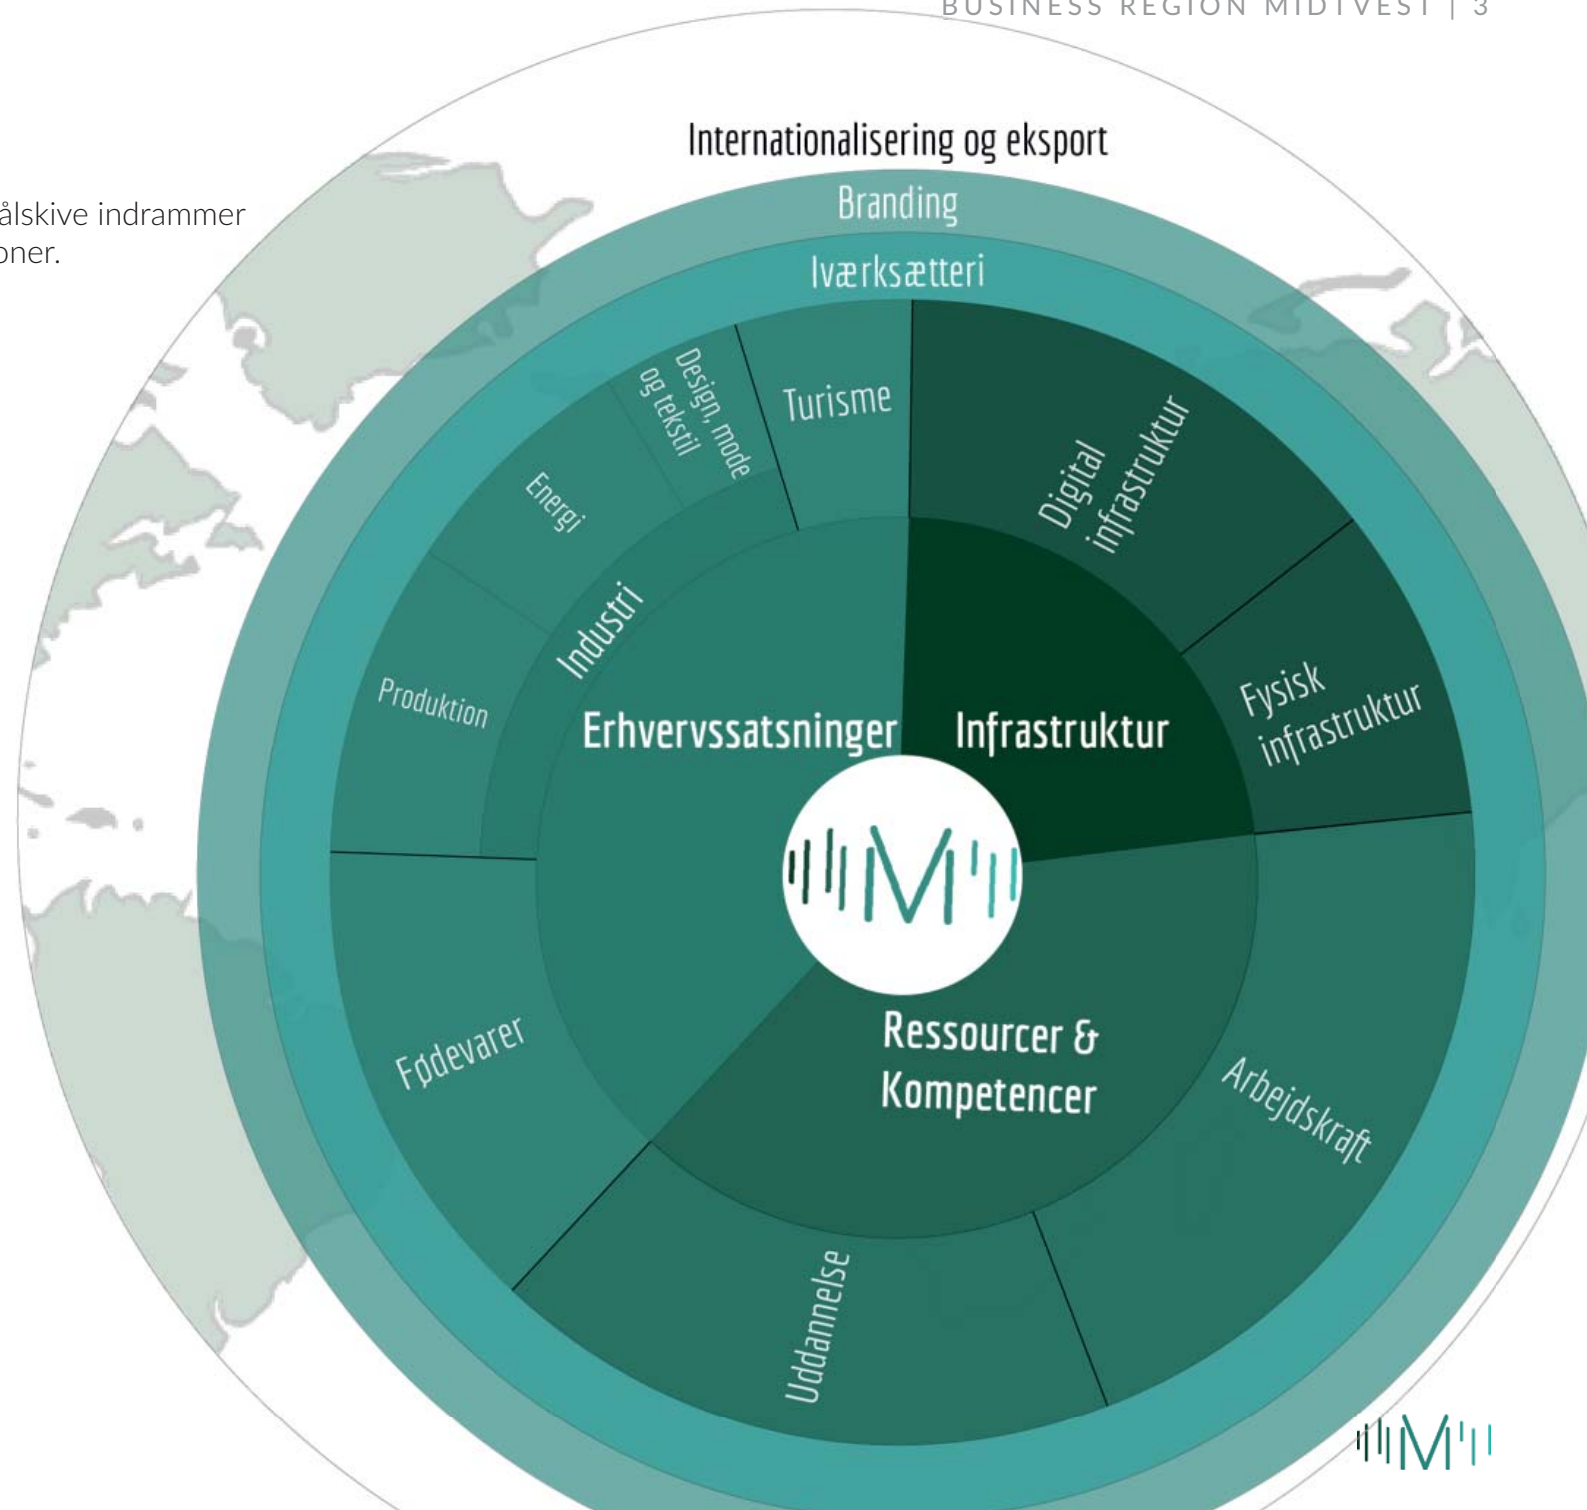 BUSINESS REGION MIDTVEST | 3
ålskive indrammer
oner.
Internationalisering og eksport
Branding
Iværksætteri
Turisme
Design, mode
og tekstil
Energi
Industri
Produktion
Digital
infrastruktur
Fysisk
infrastruktur
Erhvervssatsninger
Infrastruktur
M
Ressourcer &
Kompetencer
Fødevarer
Arbejdskraft
Uddannelse
M